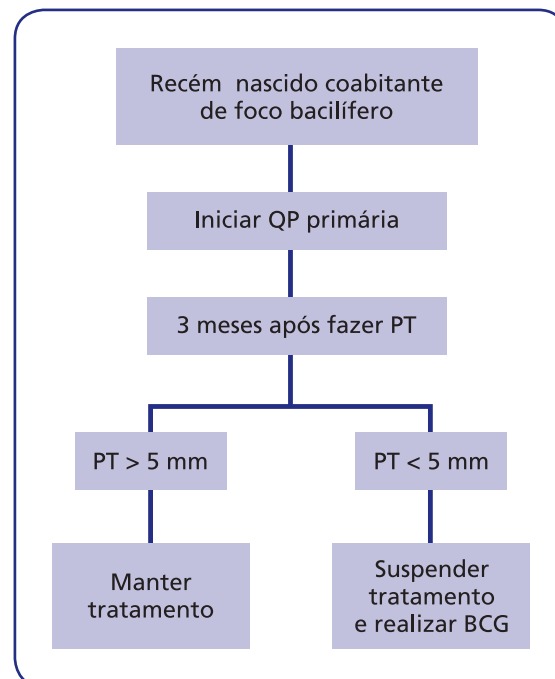 Recém nascido coabitante
de foco bacilífero
Iniciar QP primária
3 meses após fazer PT
PT > 5 mm
PT < 5 mm
Manter
tratamento
Suspender
tratamento
e realizar BCG